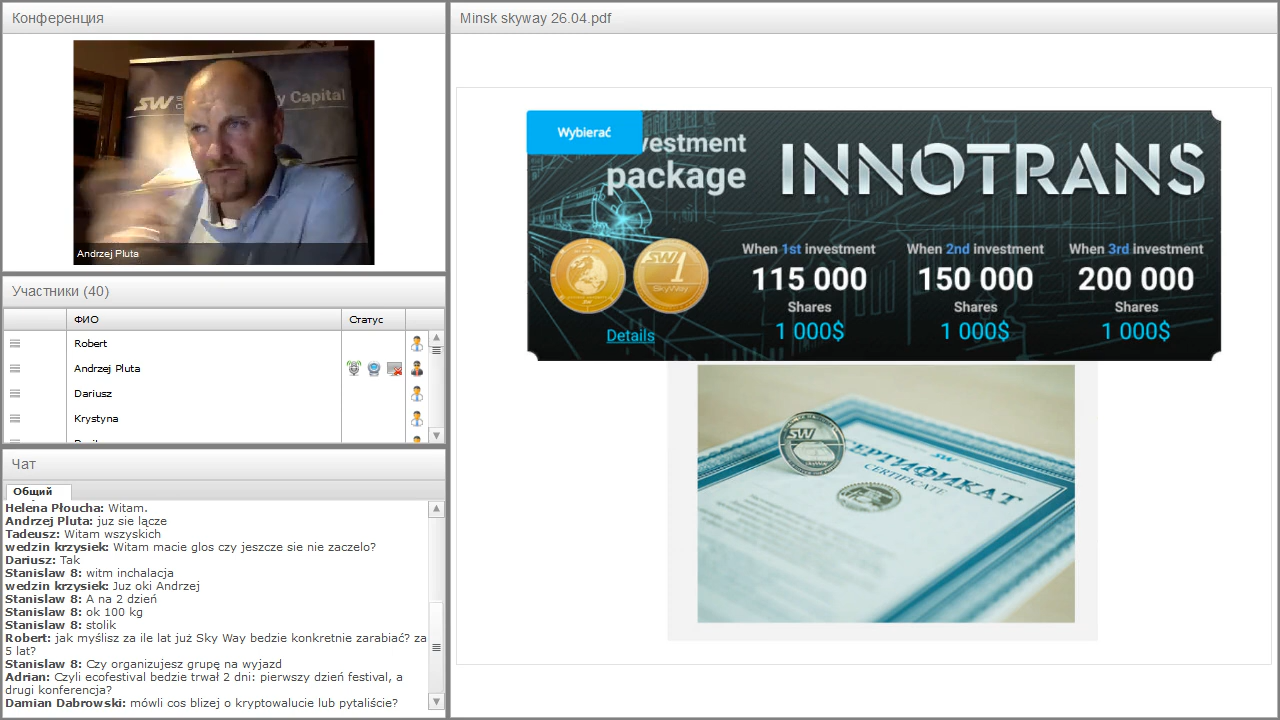 Конференция
SW
y Capital
Andrzej Pluta
Участники (40)
ФИО
Статус
Robert
Andrzej Pluta
Dariusz
Krystyna
Чат
Общий
Helena Płoucha: Witam.
Andrzej Pluta: juz sie lącze
Tadeusz: Witam wszyskich
wedzin krzysiek: Witam macie glos czy jeszcze sie nie zaczelo?
Dariusz: Tak
Stanislaw 8: witm inchalacja
wedzin krzysiek: Juz oki Andrzej
Stanislaw 8: A na 2 dzień
Stanislaw 8: ok 100 kg
Stanislaw 8: stolik
Robert: jak myślisz za ile lat już Sky Way bedzie konkretnie zarabiać? za
5 lat?
Stanislaw 8: Czy organizujesz grupę na wyjazd
Adrian: Czyli ecofestival bedzie trwał 2 dni: pierwszy dzień festival, a
drugi konferencja?
Damian Dabrowski: mówli ws blizej o kryptowalucie lub pytaliście?
Minsk skyway 26.04.pdf
Wybierać
vestment
package
INNOTRANS
When 1st investment
115 000
Shares
1 000$
When 2nd investment
150 000
Shares
1 000$
When 3rd investment
200 000
Shares
1 000$
SW
1
SkyWay
Details
SW
СЕРТИФИКАТ
CERTIFICATE